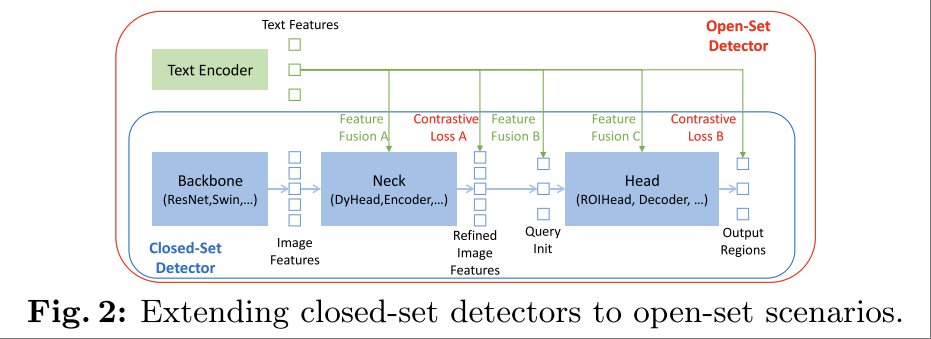 Text Features
Open-Set
Detector
Text Encoder
Feature
Fusion A
Contrastive
Loss A
Feature
Fusion B
Feature
Fusion C
Contrastive
Loss B
Backbone
(ResNet,Swin,...)
Neck
(DyHead,Encoder,...)
Head
(ROIHead, Decoder, ...)
Closed-Set
Detector
Image
Features
Refined
Image
Features
Query
Init
Output
Regions
Fig. 2: Extending closed-set detectors to open-set scenarios.